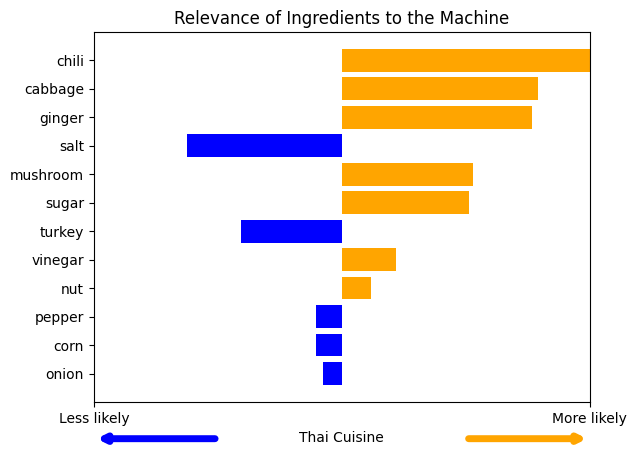 Relevance of Ingredients to the Machine
chili
cabbage
ginger
salt
mushroom
sugar
turkey
vinegar
nut
pepper
corn
onion
Less likely
More likely
Thai Cuisine